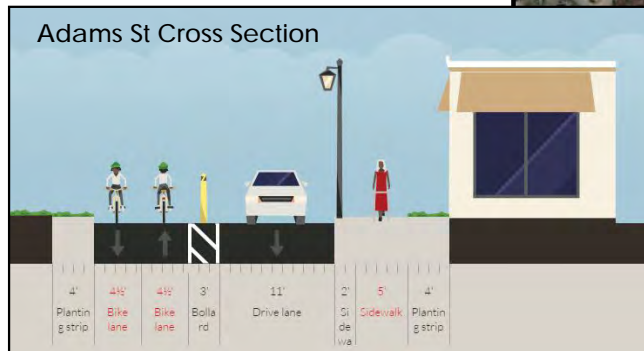 Adams St Cross Section
4' 4½' 4½' 3' 11' 2' 5' 4'
Plantin Bike Bike Bolla Drive lane Si Sidewalk Plantin
g strip lane lane rd de g strip
wa